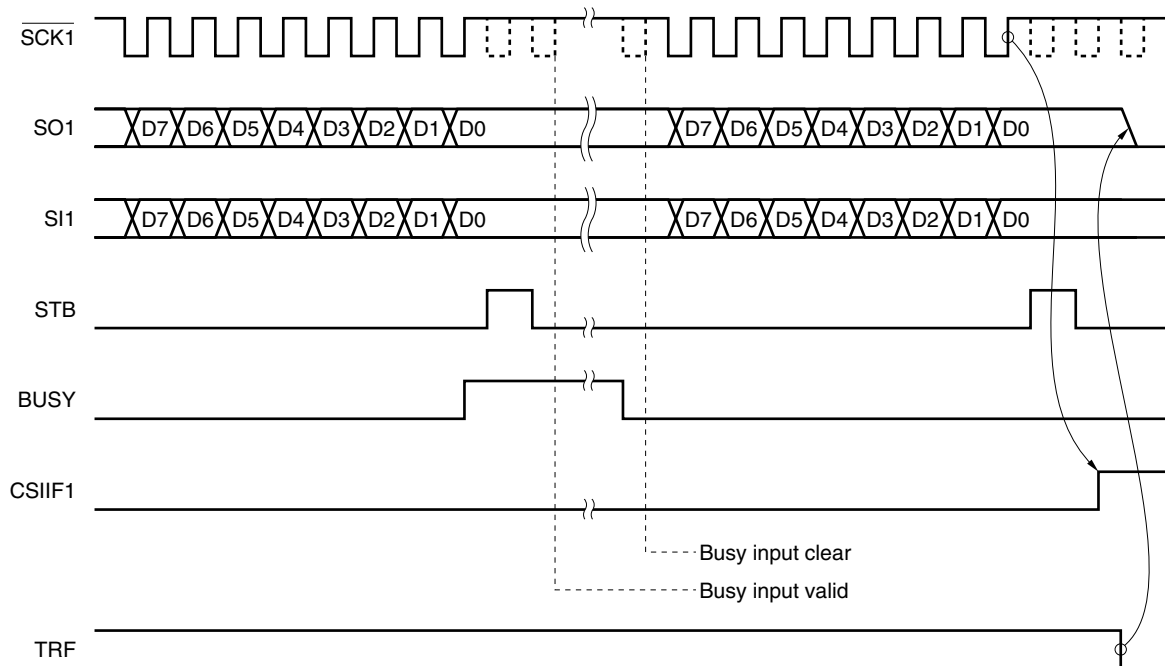 SCK1
SO1 D7 D6 D5 D4 D3 D2 D1 D0 D7 D6 D5 D4 D3 D2 D1 D0
SI1 D7 D6 D5 D4 D3 D2 D1 D0 D7 D6 D5 D4 D3 D2 D1 D0
STB
BUSY
CSIIF1
Busy input clear
Busy input valid
TRF